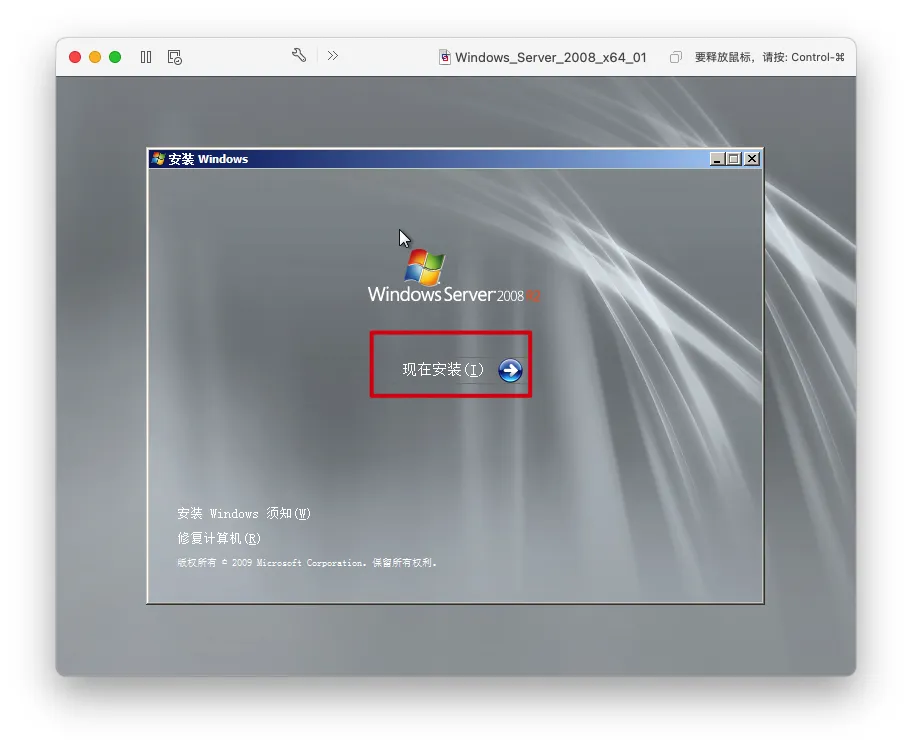 Windows_Server_2008_x64_01
要释放鼠标，请按: Control-⌘
安装 Windows
Windows Server 2008 R2
现在安装(I)
安装 Windows 须知(W)
修复计算机(R)
版权所有 © 2009 Microsoft Corporation. 保留所有权利。